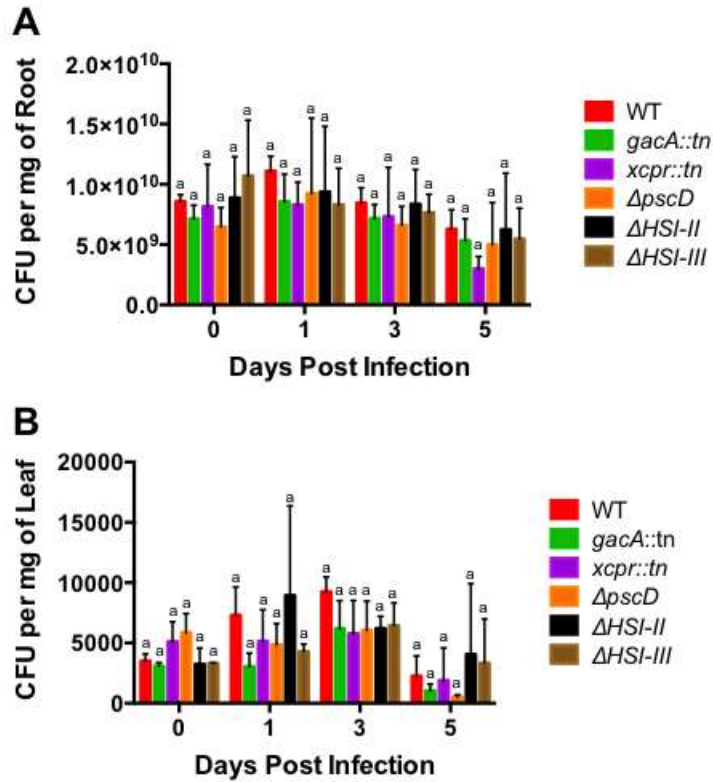 A
CFU per mg of Root
2.0×10¹⁰
1.5×10¹⁰
1.0×10¹⁰
5.0×10⁹
0.0
a a a a a a
a a a a a a
a a a a a a
a a a a a a
0 1 3 5
Days Post Infection
WT
gacA::tn
xcpr::tn
ΔpscD
ΔHSI-II
ΔHSI-III
B
CFU per mg of Leaf
20000
15000
10000
5000
0
a a a a a a
a a a a a a
a a a a a a
a a a a a a
0 1 3 5
Days Post Infection
WT
gacA::tn
xcpr::tn
ΔpscD
ΔHSI-II
ΔHSI-III